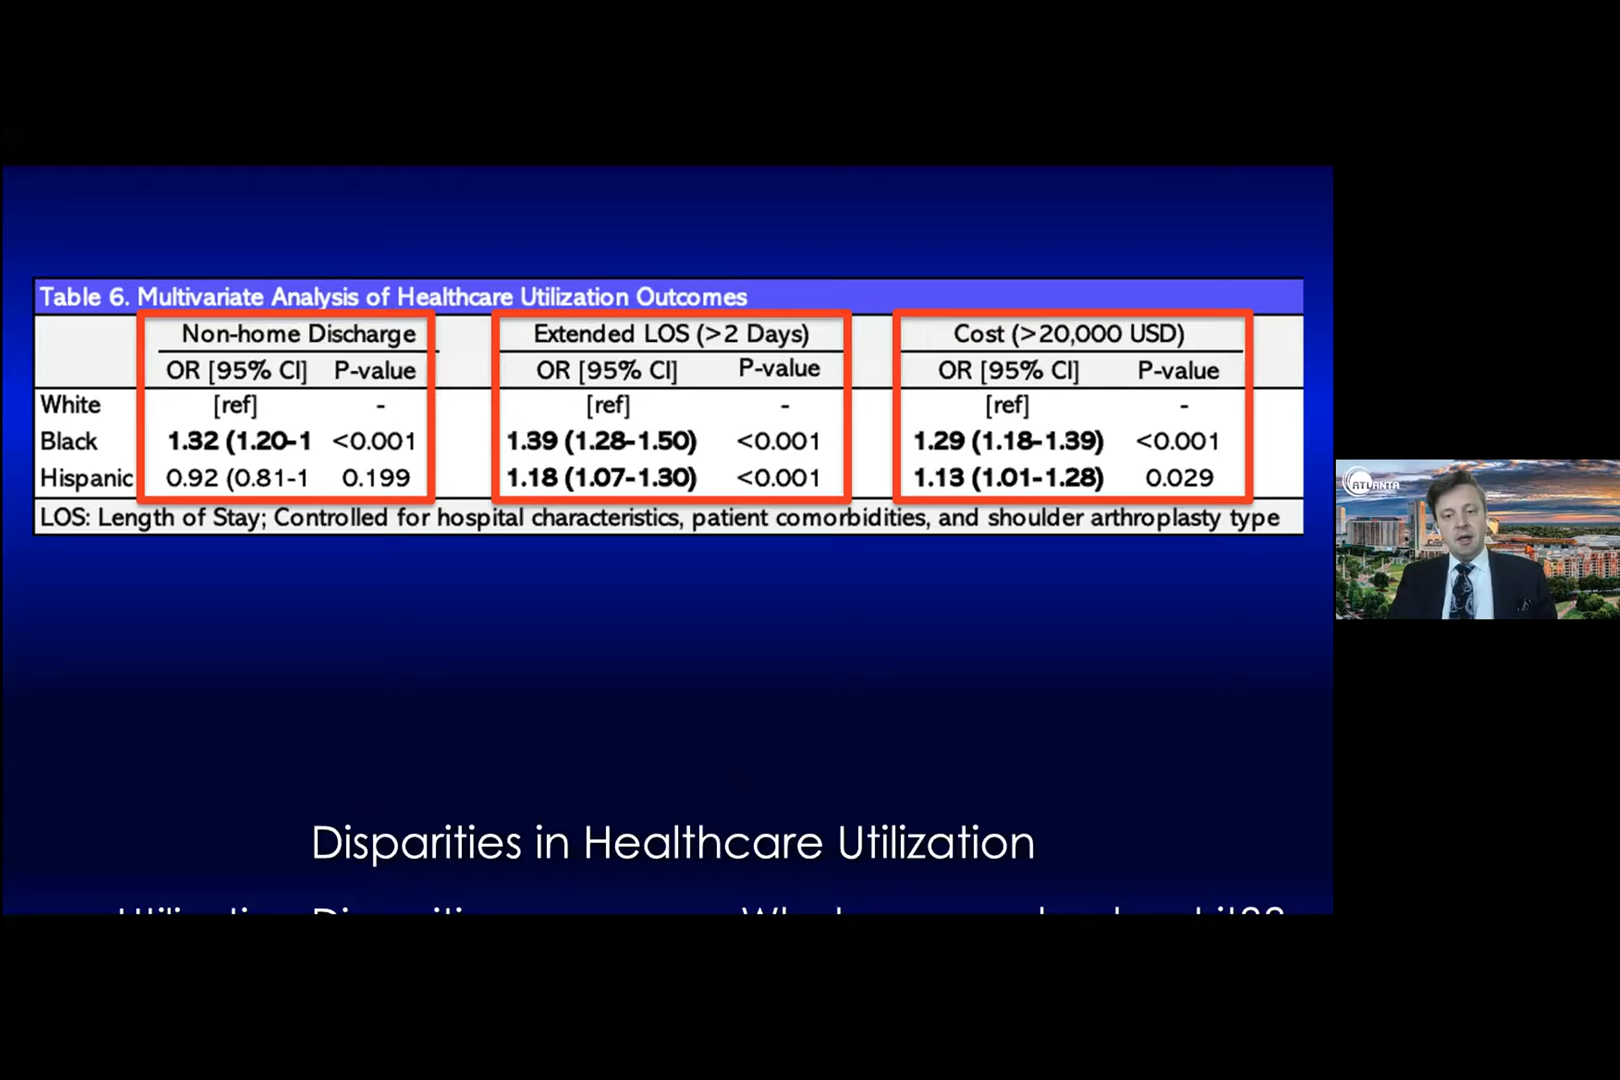 Table 6. Multivariate Analysis of Healthcare Utilization Outcomes
Non-home Discharge Extended LOS (>2 Days) Cost (>20,000 USD)
OR [95% CI] P-value OR [95% CI] P-value OR [95% CI] P-value
White [ref] - [ref] - [ref] -
Black 1.32 (1.20-1 <0.001 1.39 (1.28-1.50) <0.001 1.29 (1.18-1.39) <0.001
Hispanic 0.92 (0.81-1 0.199 1.18 (1.07-1.30) <0.001 1.13 (1.01-1.28) 0.029
LOS: Length of Stay; Controlled for hospital characteristics, patient comorbidities, and shoulder arthroplasty type
ATLANTA
Disparities in Healthcare Utilization